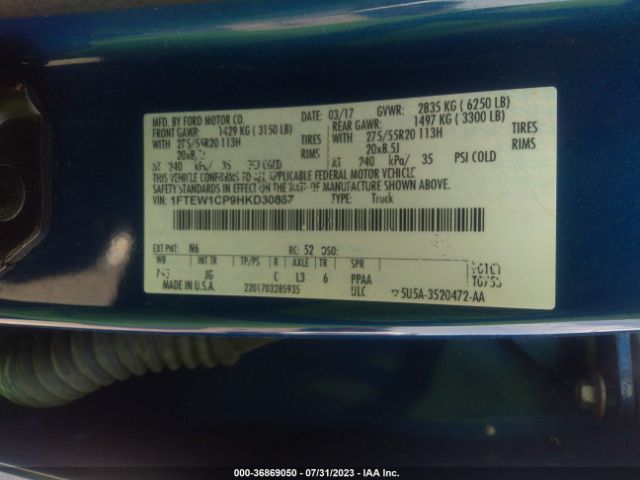 MFD. BY FORD MOTOR CO. DATE: 03/17 GVWR: 2835 KG ( 6250 LB)
FRONT GAWR: 1429 KG ( 3150 LB) REAR GAWR: 1497 KG ( 3300 LB)
WITH 275/55R20 113H TIRES WITH 275/55R20 113H TIRES
RIMS 20x8.5J RIMS
AT 240 kPa/ 35 PSI COLD AT 240 kPa/ 35 PSI COLD
THIS VEHICLE CONFORMS TO ALL APPLICABLE FEDERAL MOTOR VEHICLE
SAFETY STANDARDS IN EFFECT ON THE DATE OF MANUFACTURE SHOWN ABOVE.
VIN: TYPE: Truck
EXT PNT: N6 RC: 52 DSO:
WB TP/PS R AXLE TR SPR
JG C L3 6 PPAA
MADE IN U.S.A. 2201703285935 ULC 5U5A-3520472-AA
000-36869050 - 07/31/2023 - IAA Inc.